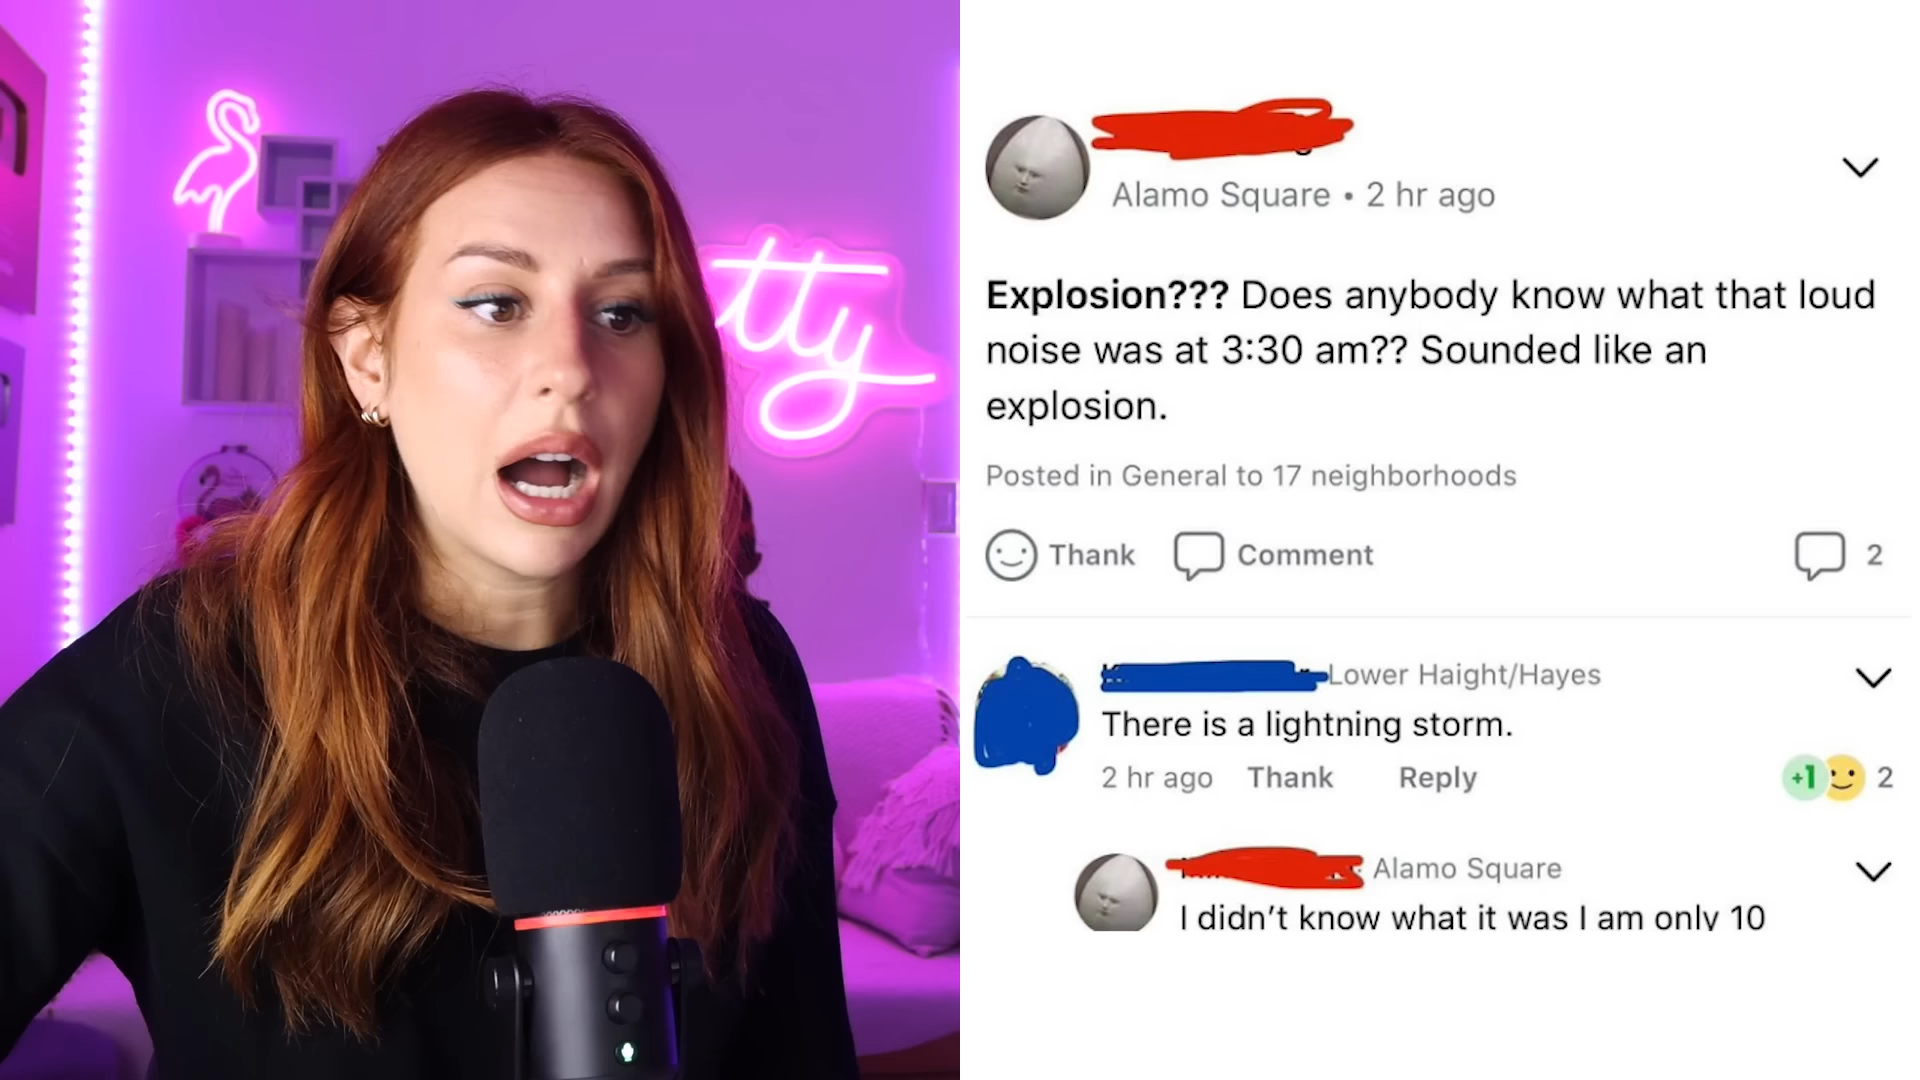 tty
Alamo Square • 2 hr ago
Explosion??? Does anybody know what that loud
noise was at 3:30 am?? Sounded like an
explosion.
Posted in General to 17 neighborhoods
Thank Comment 2
Lower Haight/Hayes
There is a lightning storm.
2 hr ago Thank Reply +1 2
Alamo Square
I didn't know what it was I am only 10